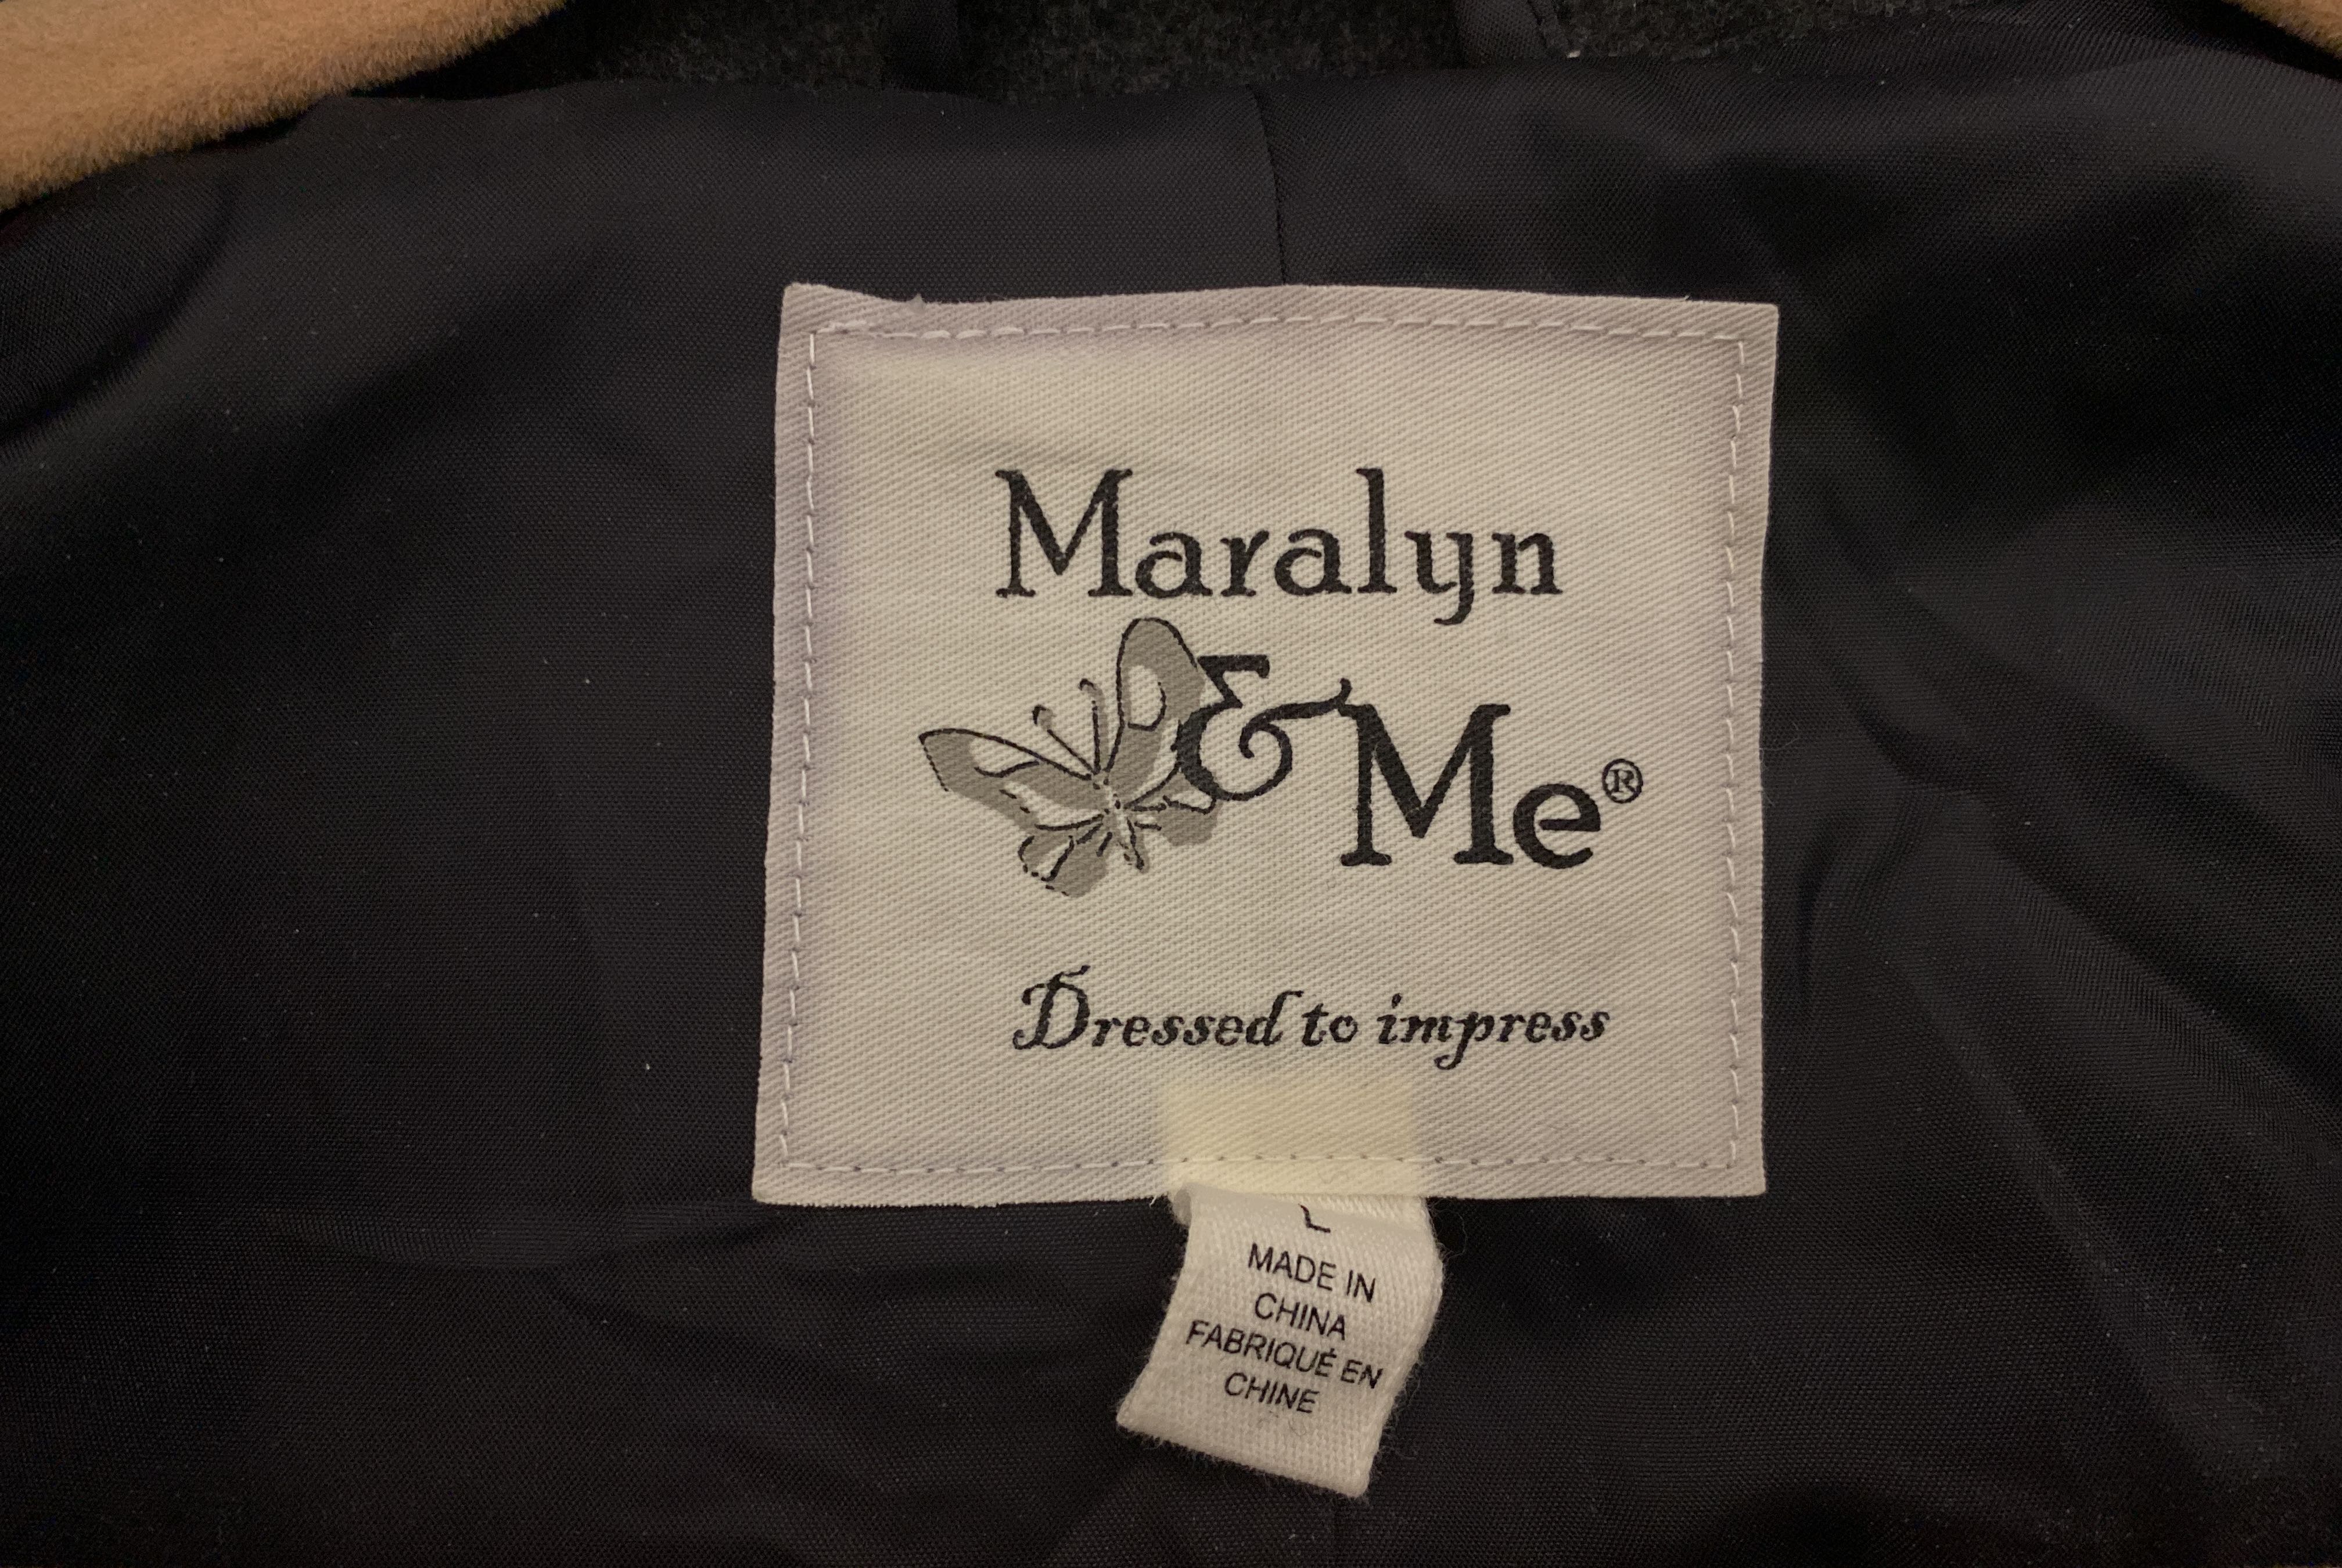 Maralyn
& Me®
Dressed to impress
L
MADE IN
CHINA
FABRIQUÉ EN
CHINE